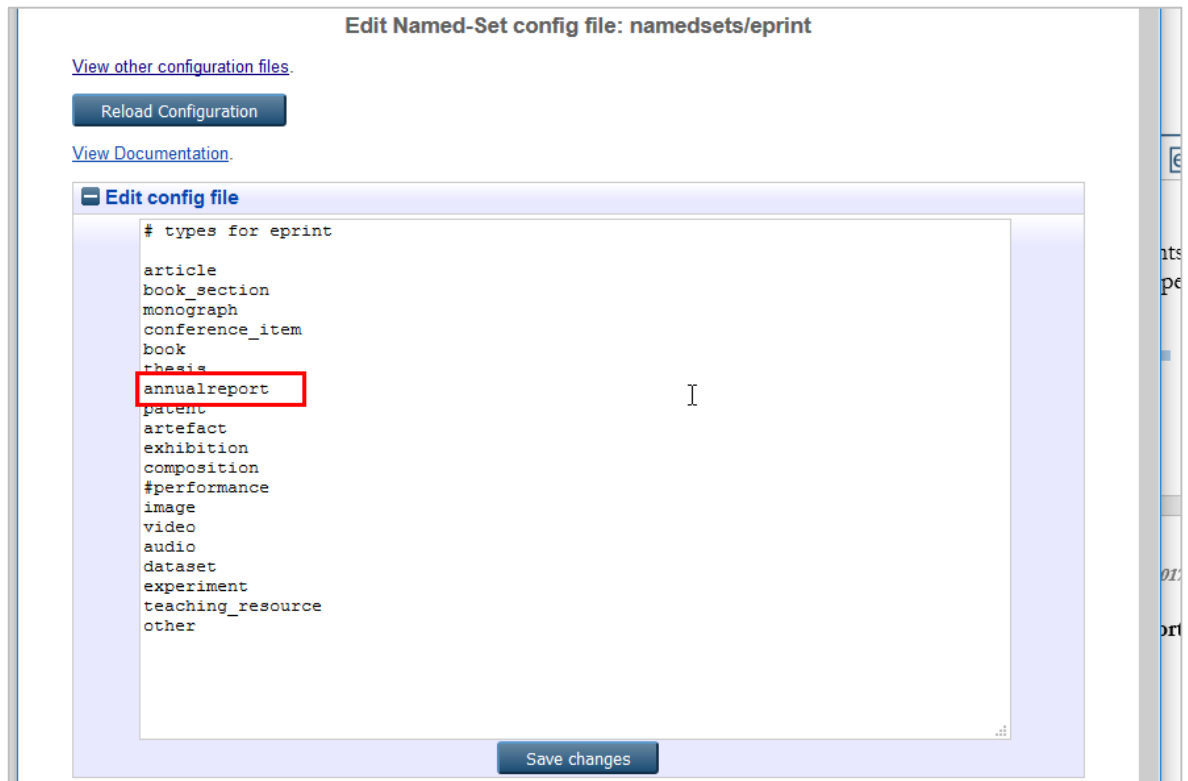 Edit Named-Set config file: namedsets/eprint
View other configuration files.
Reload Configuration
View Documentation.
Edit config file
# types for eprint
article
book_section
monograph
conference_item
book
thesis
annualreport
patent
artefact
exhibition
composition
#performance
image
video
audio
dataset
experiment
teaching_resource
other
Save changes